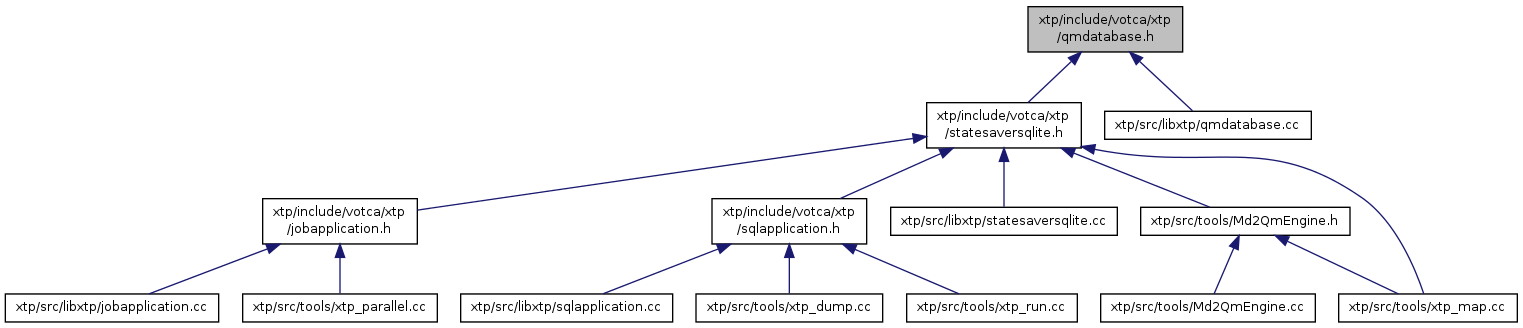 xtp/include/votca/xtp
/qmdatabase.h
xtp/include/votca/xtp
/statesaversqlite.h
xtp/src/libxtp/qmdatabase.cc
xtp/include/votca/xtp
/jobapplication.h
xtp/include/votca/xtp
/sqlapplication.h
xtp/src/libxtp/statesaversqlite.cc
xtp/src/tools/Md2QmEngine.h
xtp/src/libxtp/jobapplication.cc
xtp/src/tools/xtp_parallel.cc
xtp/src/libxtp/sqlapplication.cc
xtp/src/tools/xtp_dump.cc
xtp/src/tools/xtp_run.cc
xtp/src/tools/Md2QmEngine.cc
xtp/src/tools/xtp_map.cc